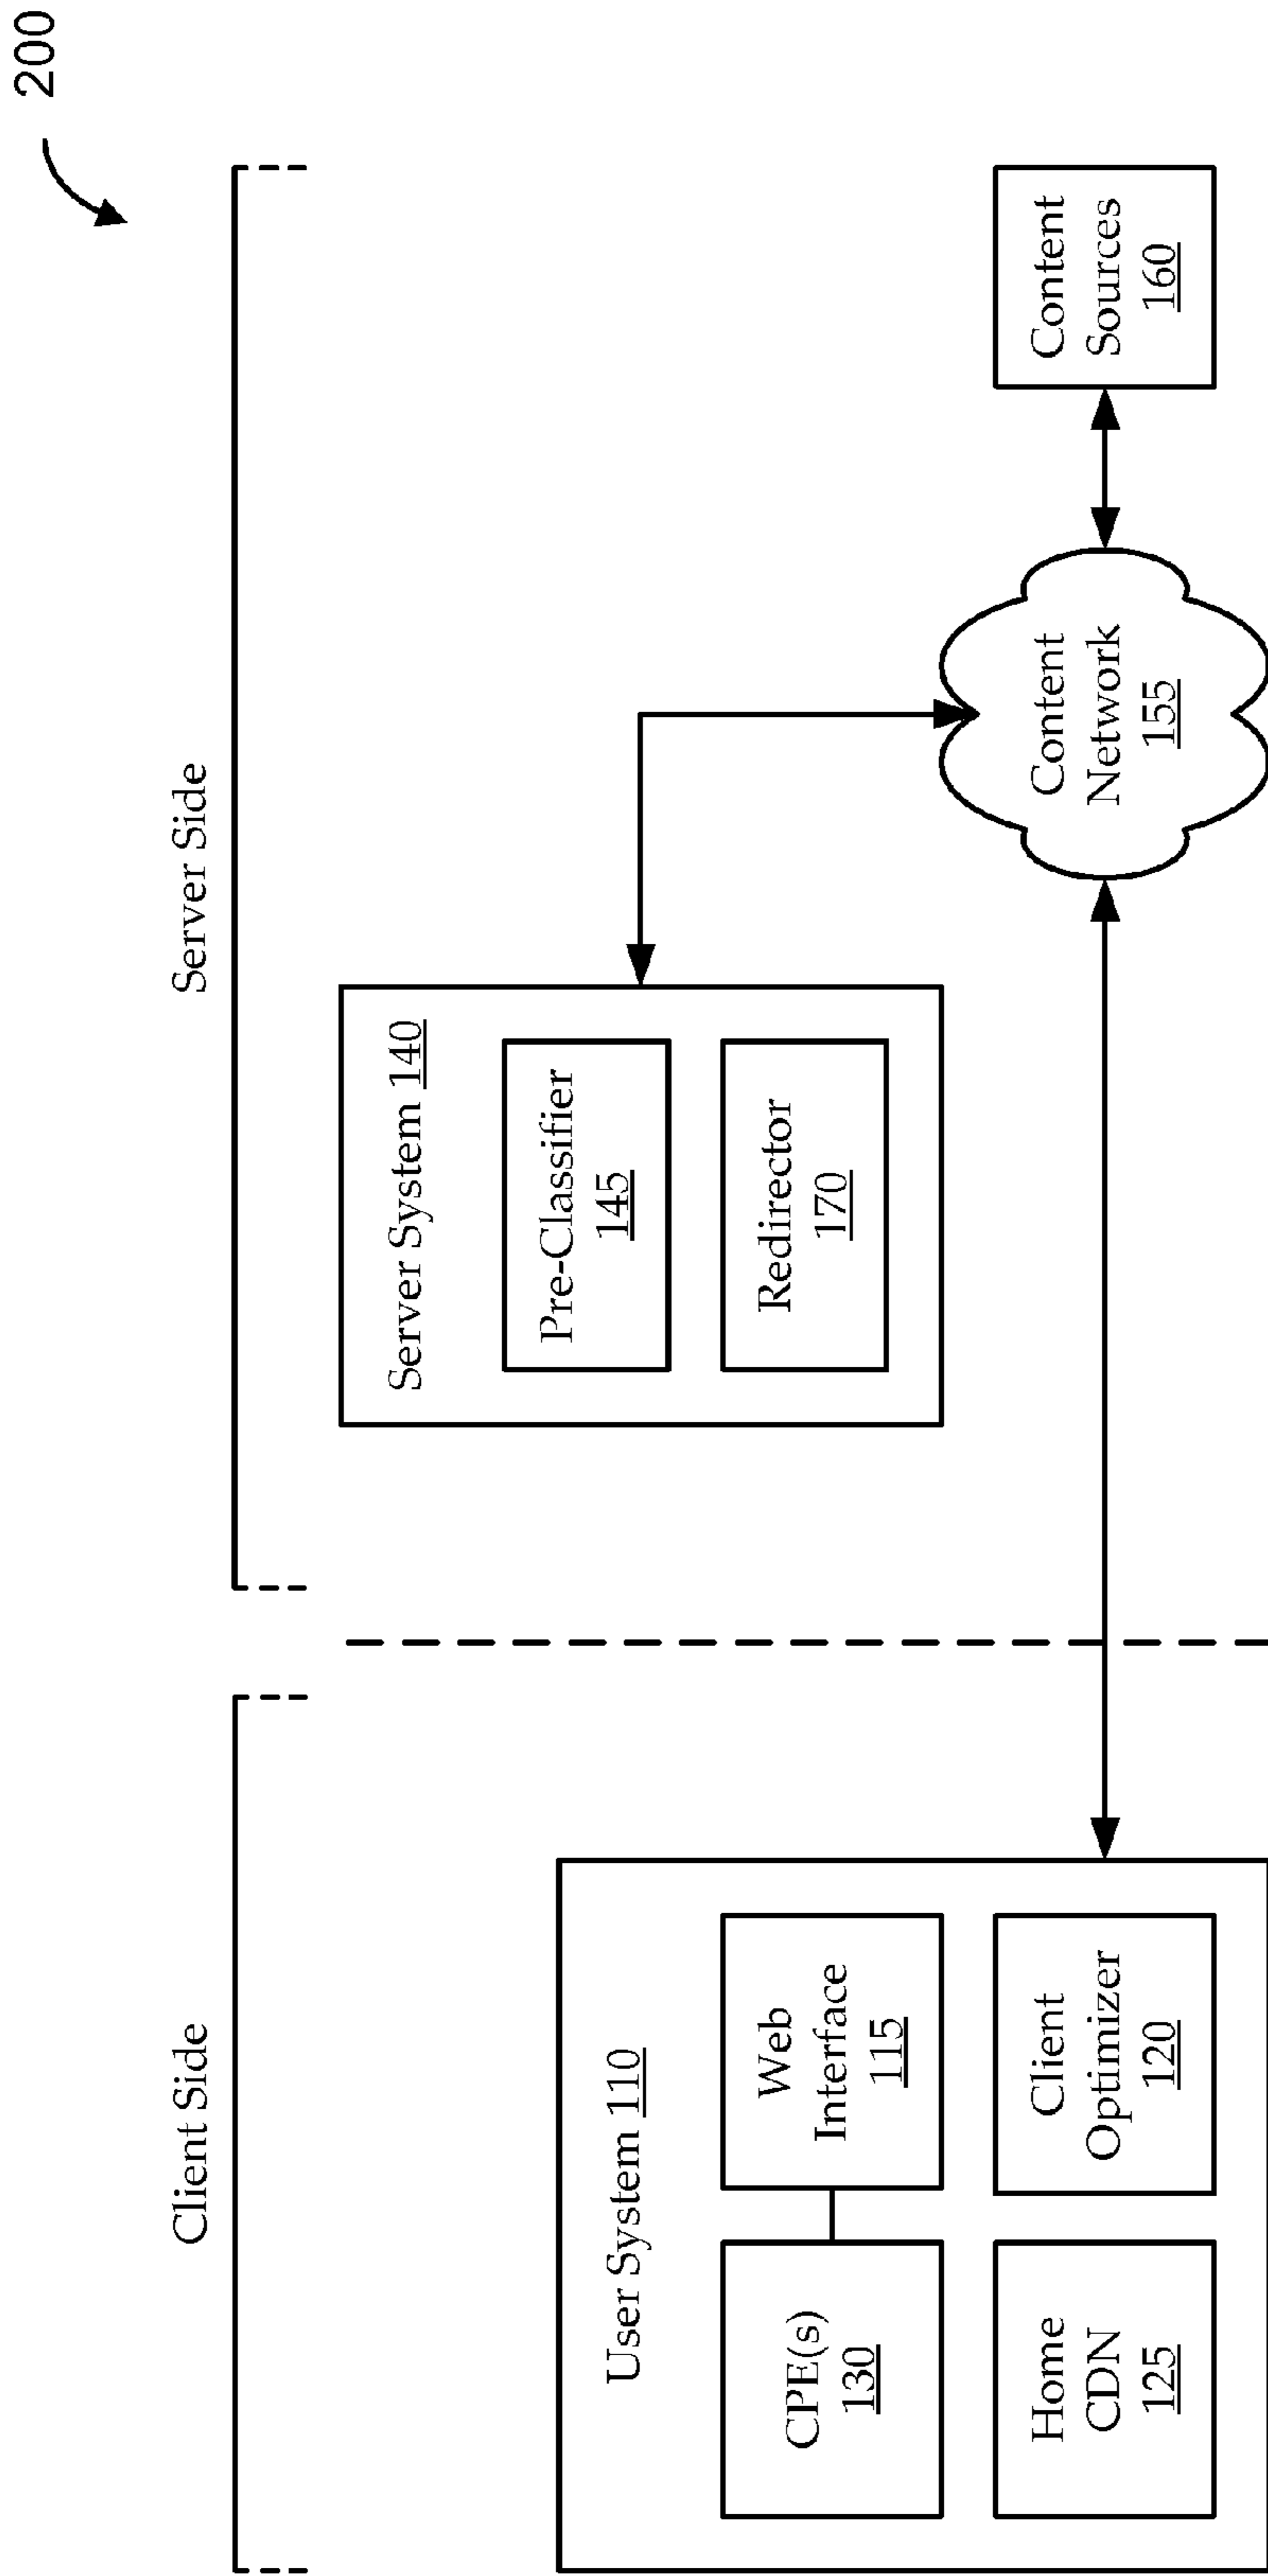 200
Client Side
Server Side
User System 110
CPE(s)
130
Web
Interface
115
Home
CDN
125
Client
Optimizer
120
Server System 140
Pre-Classifier
145
Redirector
170
Content
Network
155
Content
Sources
160